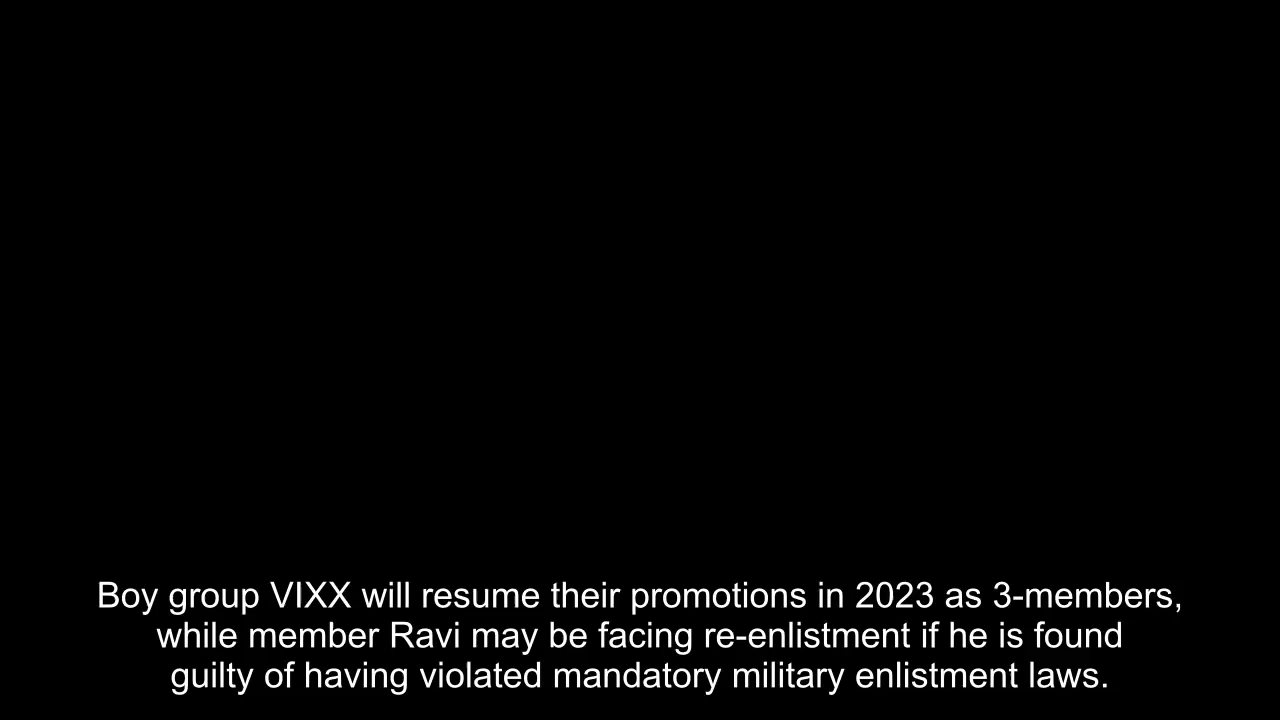 Boy group VIXX will resume their promotions in 2023 as 3-members,
while member Ravi may be facing re-enlistment if he is found
guilty of having violated mandatory military enlistment laws.